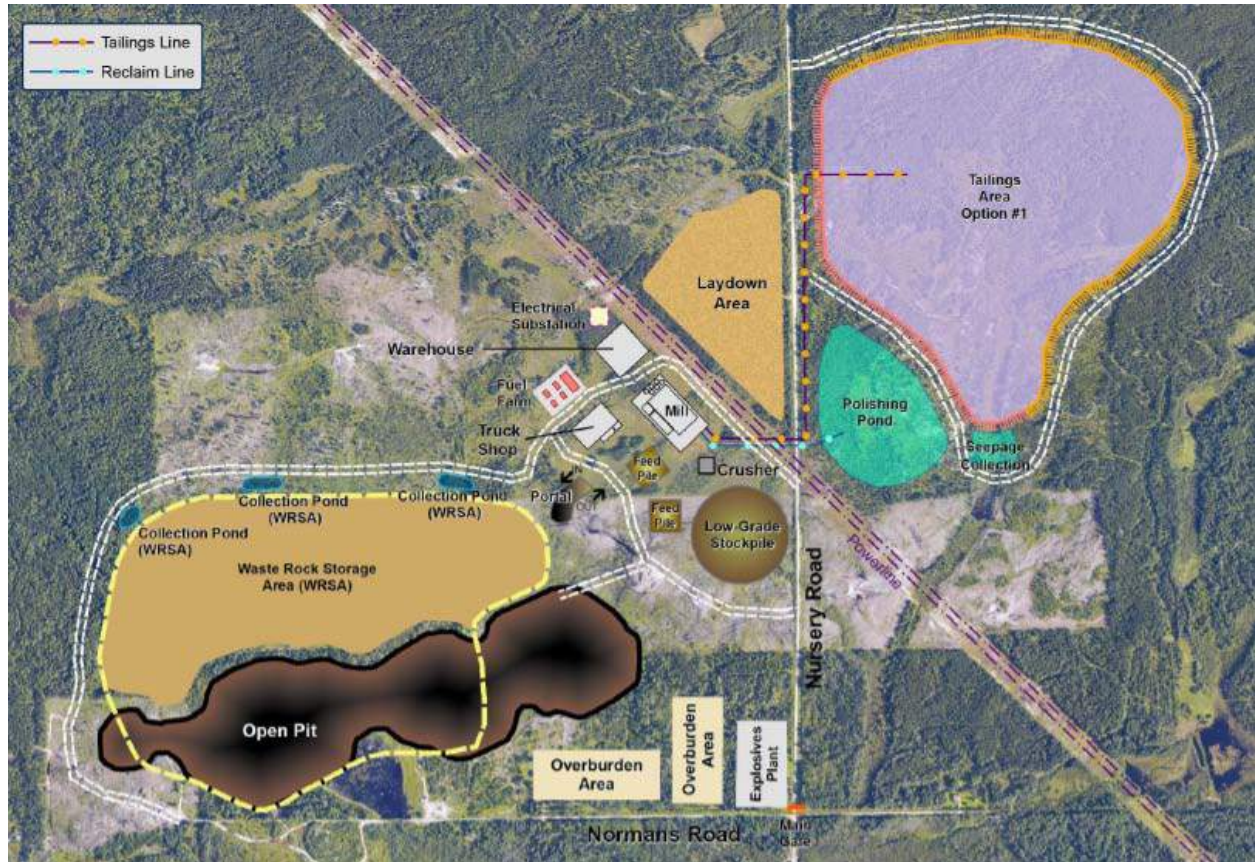 Tailings Line
Reclaim Line
Tailings
Area
Option #1
Laydown
Area
Electrical
Substation
Warehouse
Fuel
Farm
Mill
Truck
Shop
Polishing
Pond
Seepage
Collection
Crusher
Feed
Pile
IN
Portal
OUT
Feed
Pile
Low-Grade
Stockpile
Collection Pond
(WRSA)
Collection Pond
(WRSA)
Collection Pond
(WRSA)
Waste Rock Storage
Area (WRSA)
Powerline
Nursery Road
Open Pit
Overburden
Area
Overburden
Area
Explosives
Plant
Normans Road
Main
Gate